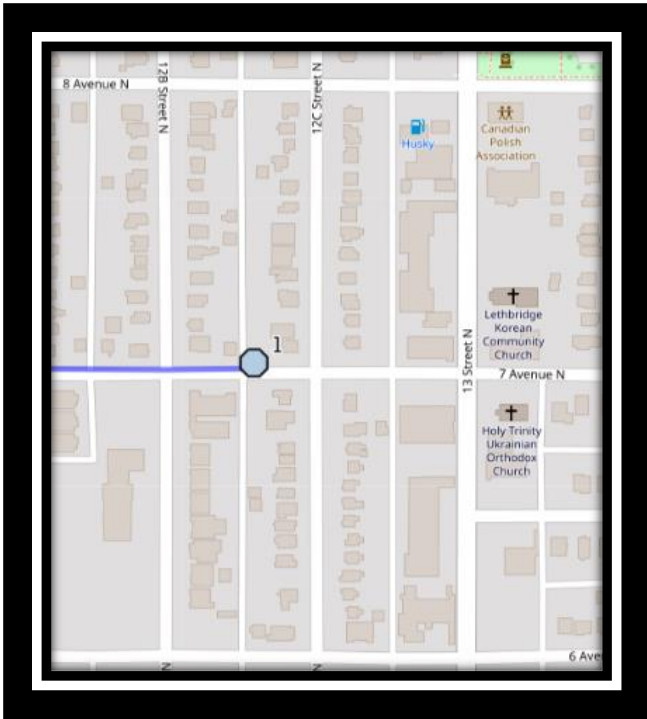 8 Avenue N
12B Street N
12C Street N
Husky
Canadian
Polish
Association
Lethbridge
Korean
Community
Church
13 Street N
1
7 Avenue N
Holy Trinity
Ukrainian
Orthodox
Church
6 Ave
N
N